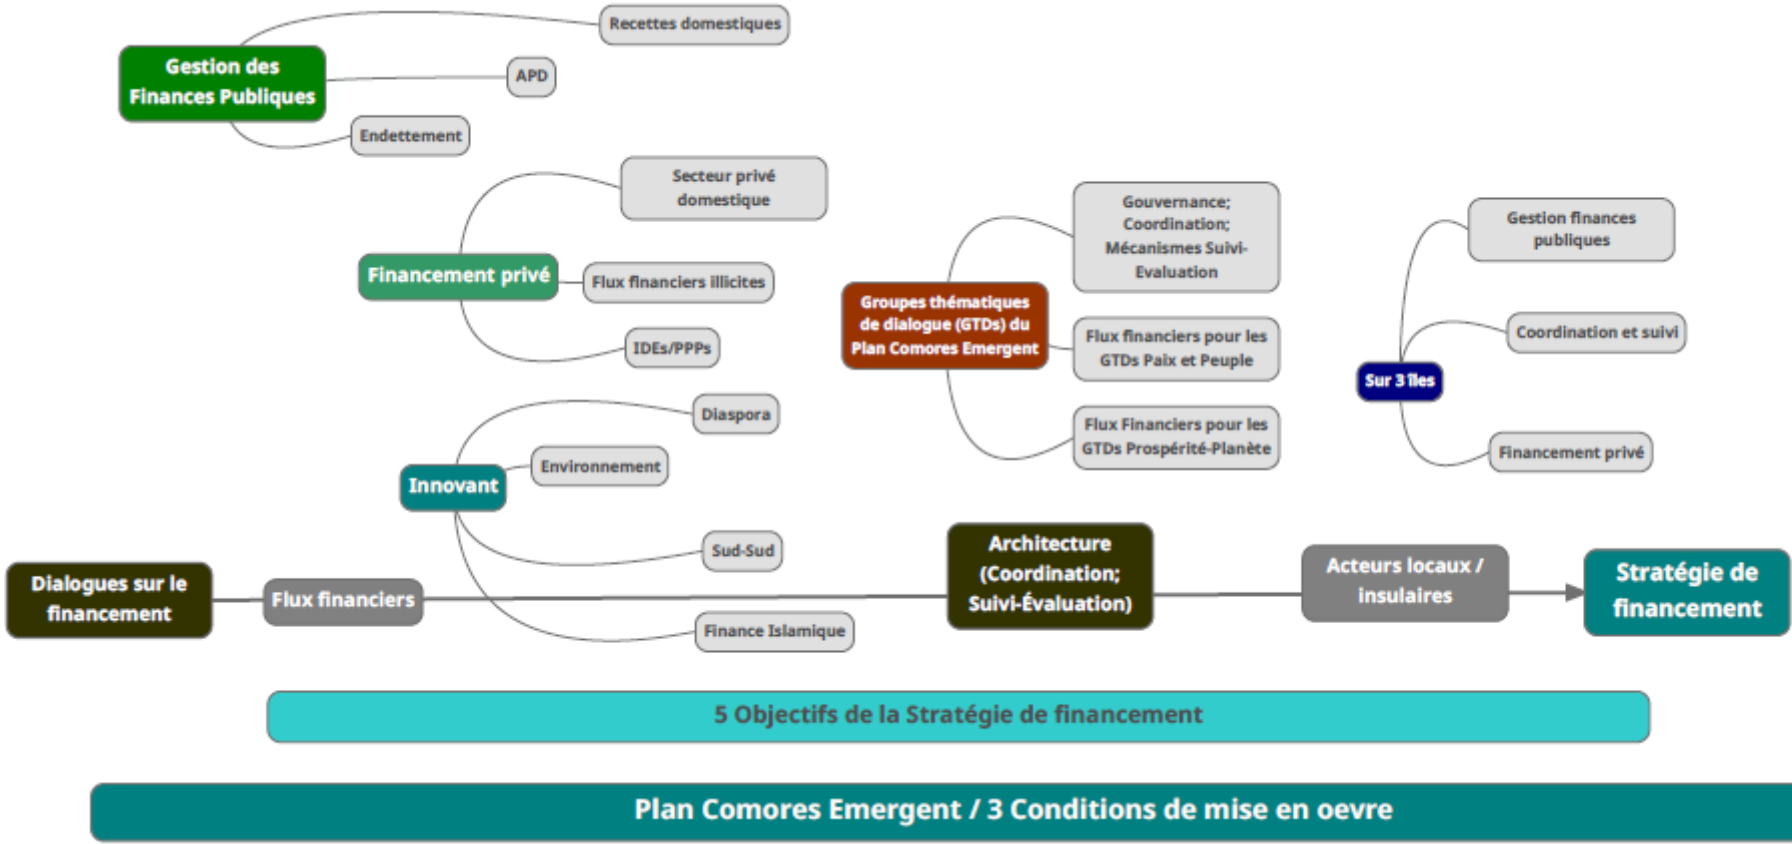 Recettes domestiques
Gestion des
Finances Publiques
APD
Endettement
Secteur privé
domestique
Financement privé
Flux financiers illicites
IDEs/PPPs
Diaspora
Environnement
Innovant
Sud-Sud
Finance Islamique
Gouvernance;
Coordination;
Mécanismes Suivi-
Evaluation
Groupes thématiques
de dialogue (GTDs) du
Plan Comores Emergent
Flux financiers pour les
GTDs Paix et Peuple
Flux Financiers pour les
GTDs Prospérité-Planète
Gestion finances
publiques
Coordination et suivi
Sur 3 îles
Financement privé
Dialogues sur le
financement
Flux financiers
Architecture
(Coordination;
Suivi-Évaluation)
Acteurs locaux /
insulaires
Stratégie de
financement
5 Objectifs de la Stratégie de financement
Plan Comores Emergent / 3 Conditions de mise en oevre